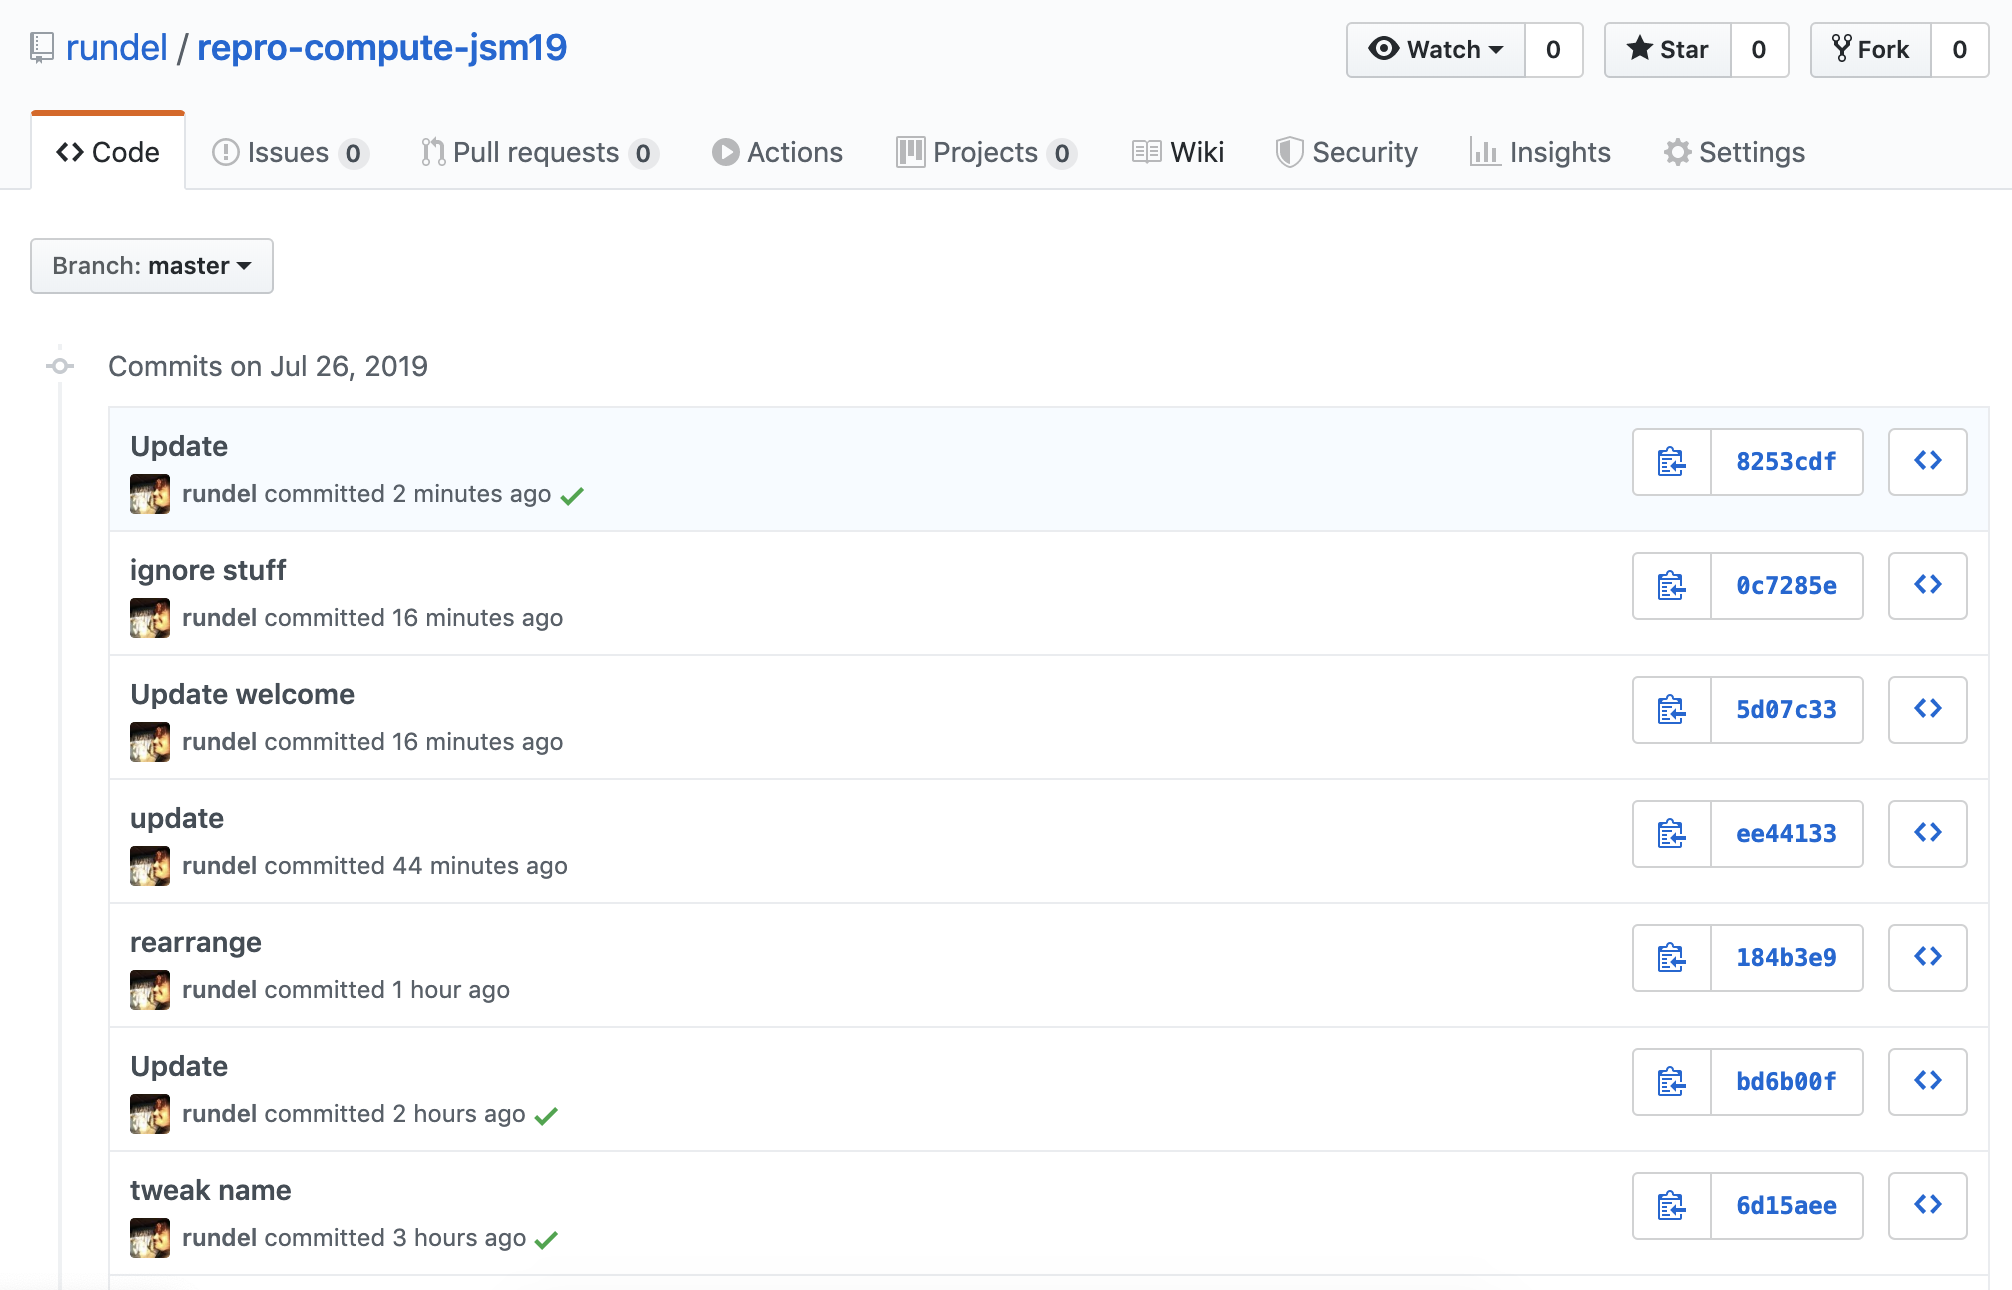 rundel / repro-compute-jsm19
Watch 0 Star 0 Fork 0
Code Issues 0 Pull requests 0 Actions Projects 0 Wiki Security Insights Settings
Branch: master
Commits on Jul 26, 2019
Update
rundel committed 2 minutes ago
8253cdf
ignore stuff
rundel committed 16 minutes ago
0c7285e
Update welcome
rundel committed 16 minutes ago
5d07c33
update
rundel committed 44 minutes ago
ee44133
rearrange
rundel committed 1 hour ago
184b3e9
Update
rundel committed 2 hours ago
bd6b00f
tweak name
rundel committed 3 hours ago
6d15aee